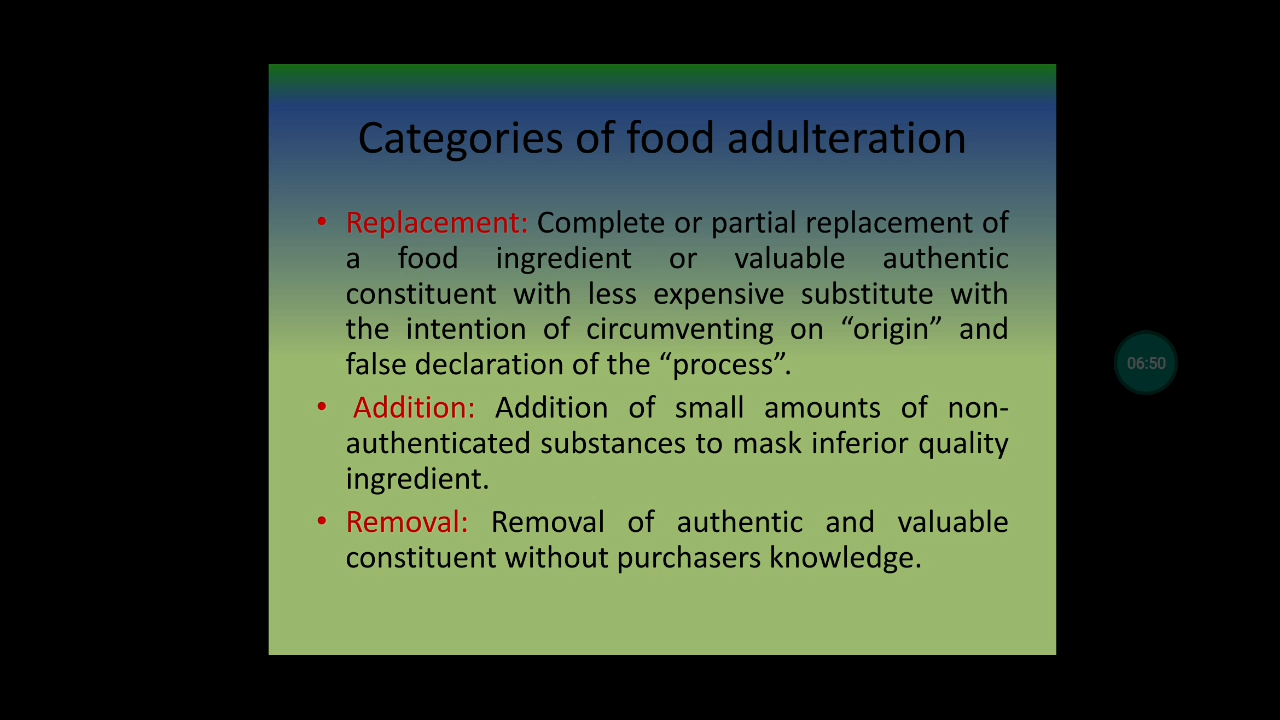 Categories of food adulteration
• Replacement: Complete or partial replacement of
a food ingredient or valuable authentic
constituent with less expensive substitute with
the intention of circumventing on “origin” and
false declaration of the “process”.
• Addition: Addition of small amounts of non-
authenticated substances to mask inferior quality
ingredient.
• Removal: Removal of authentic and valuable
constituent without purchasers knowledge.
06:50